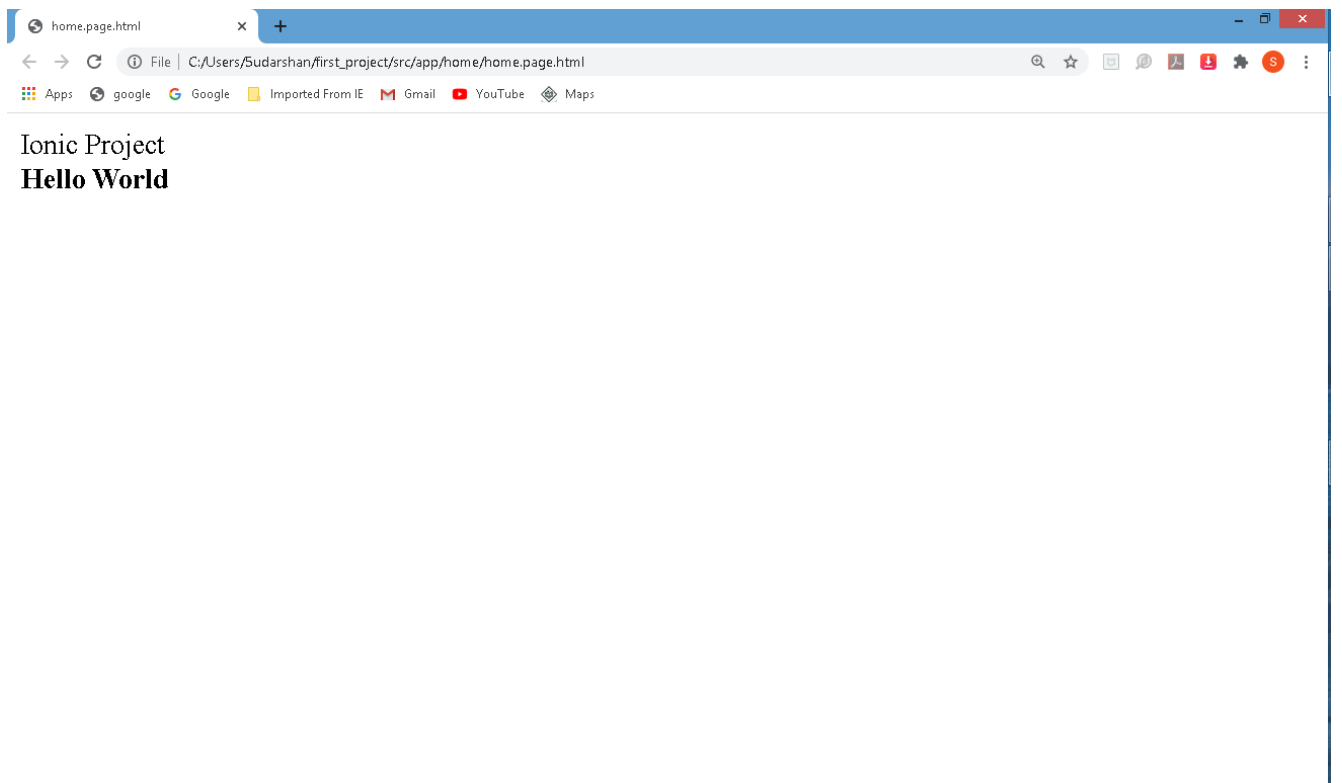 home.page.html
File C:/Users/Sudarshan/first_project/src/app/home/home.page.html
S
Apps google G Google Imported From IE Gmail YouTube Maps
Ionic Project
Hello World